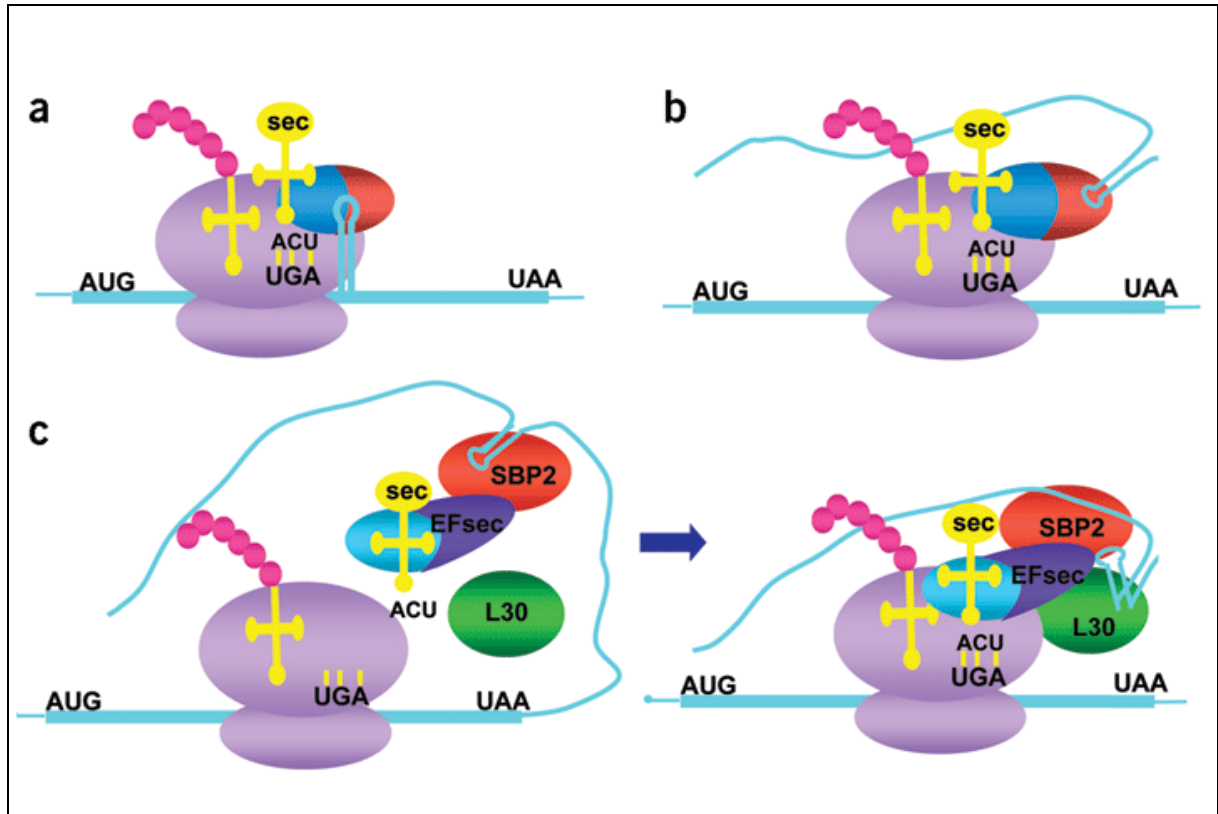 a
sec
ACU
UGA
AUG
UAA
b
sec
ACU
UGA
AUG
UAA
c
SBP2
sec
EFsec
ACU
L30
UGA
AUG
UAA
sec
SBP2
EFsec
L30
ACU
UGA
AUG
UAA